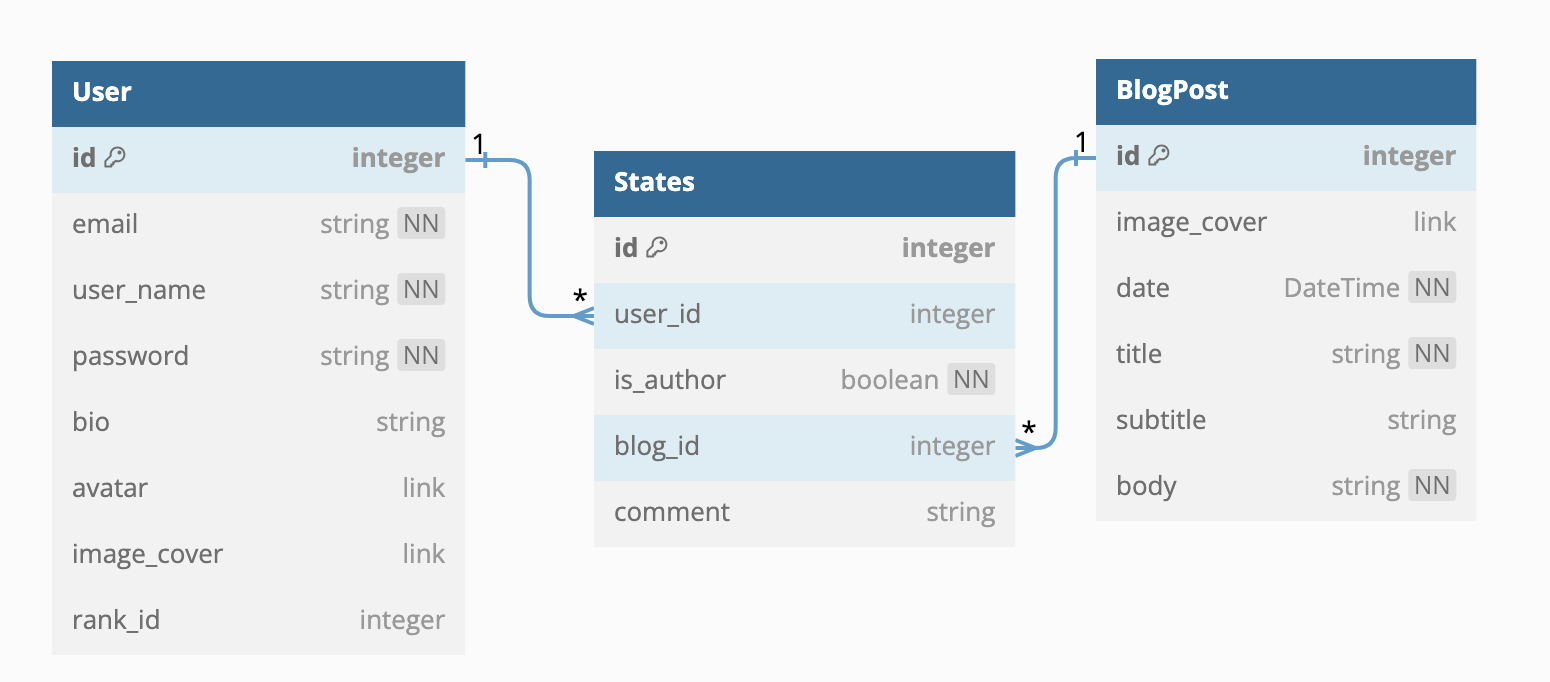 User
id integer
email string NN
user_name string NN
password string NN
bio string
avatar link
image_cover link
rank_id integer
1
*
States
id integer
user_id integer
is_author boolean NN
blog_id integer
comment string
*
1
BlogPost
id integer
image_cover link
date DateTime NN
title string NN
subtitle string
body string NN